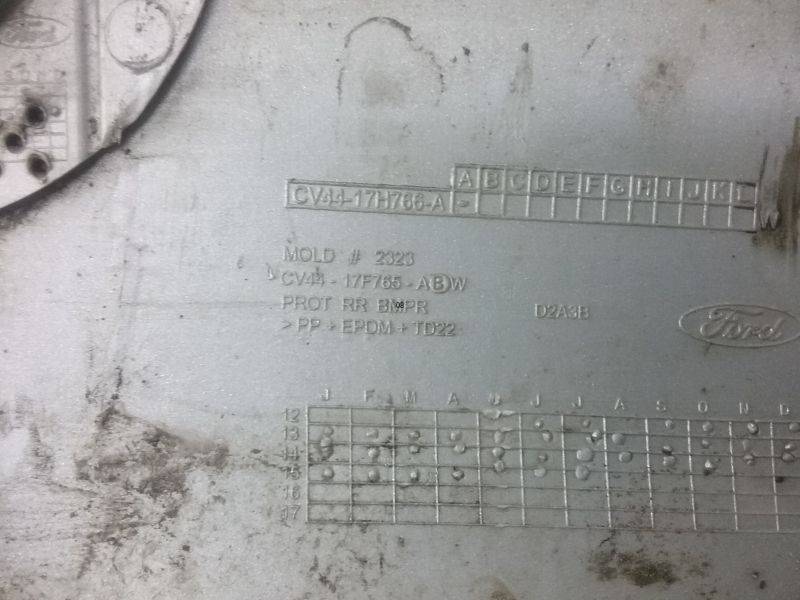 Ford
A B C D E F G H I J K L
CV44-17H766-A >
W
MOLD # 2323
CV44 - 17F765 - A B W
PROT RR BMPR
D2A3B
Ford
> PP + EPDM + TD22
J F M A M J J A S O N D
12
13
14
15
16
17